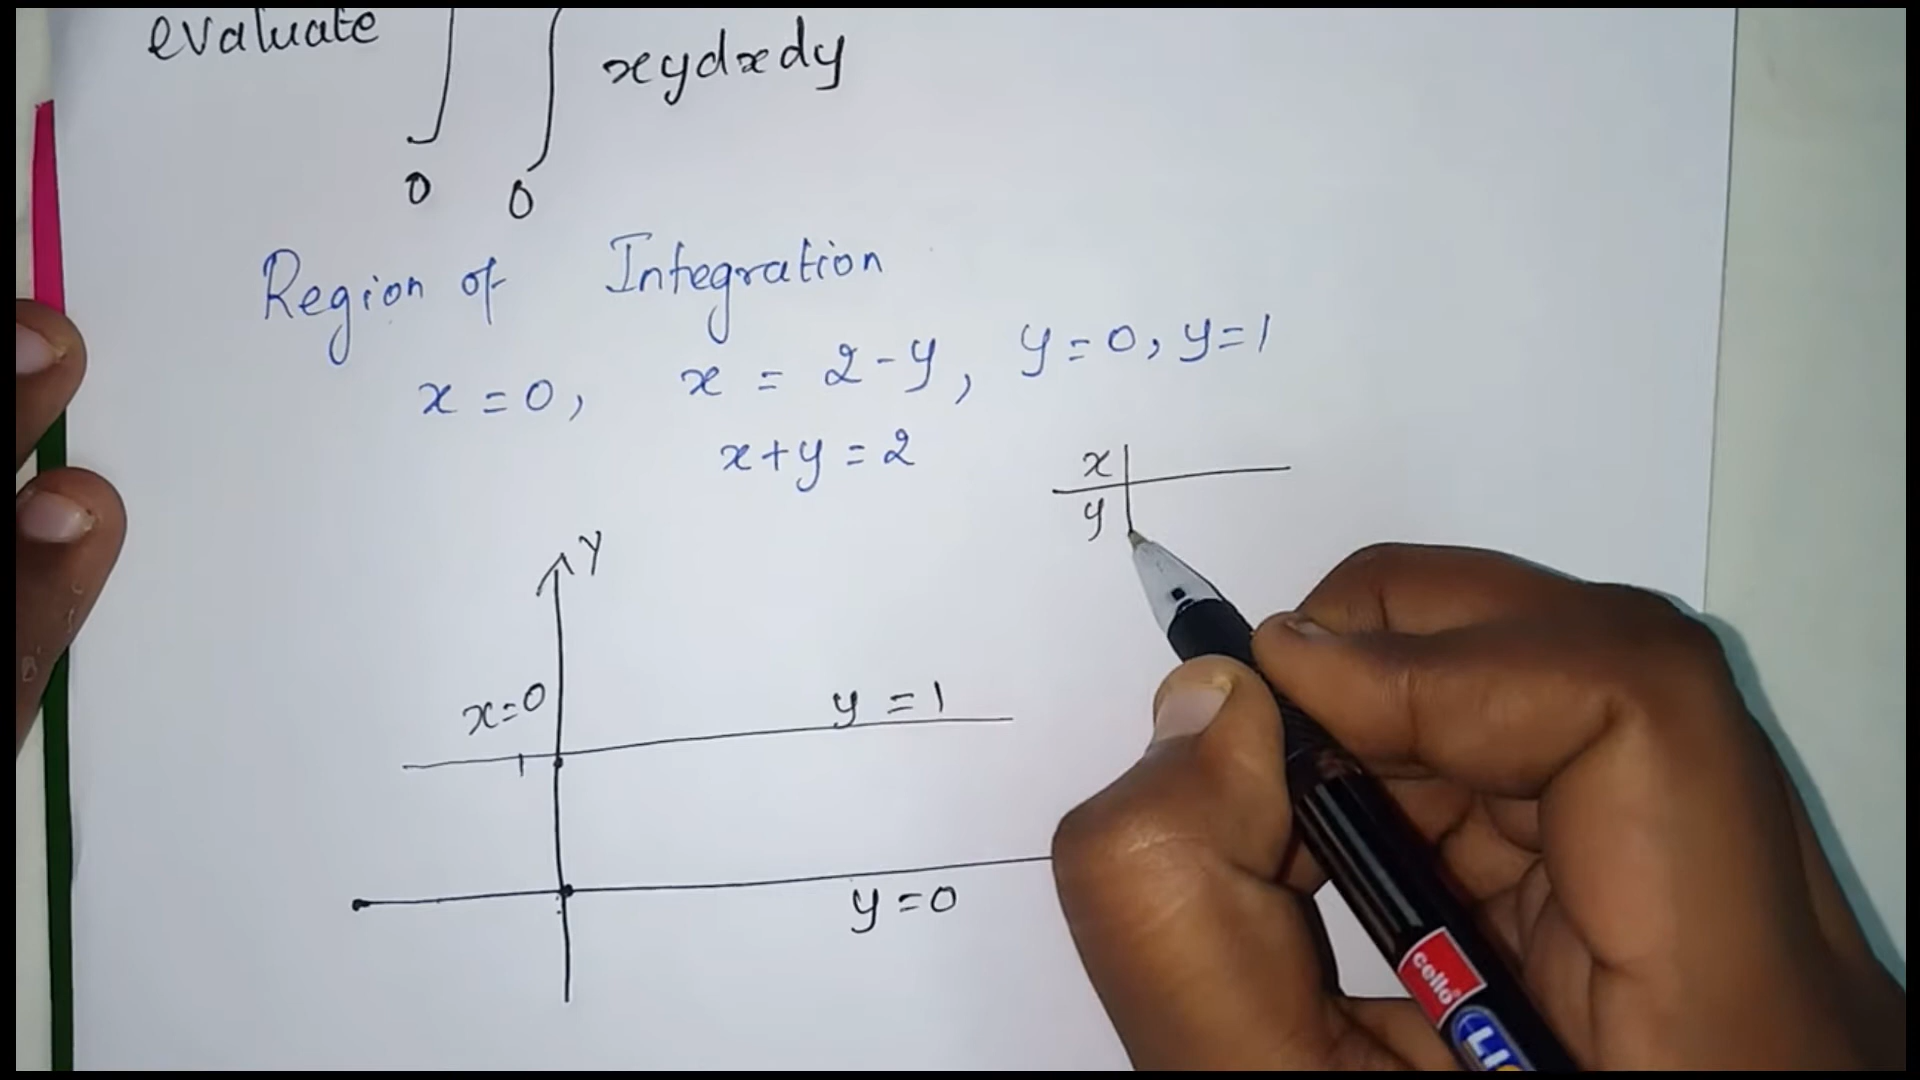 evaluate ∫ ∫ xydxdy
0 0
Region of Integration
x = 0, x = 2 - y, y = 0, y = 1
x + y = 2
x
y
y
x = 0
y = 1
1
y = 0
cello